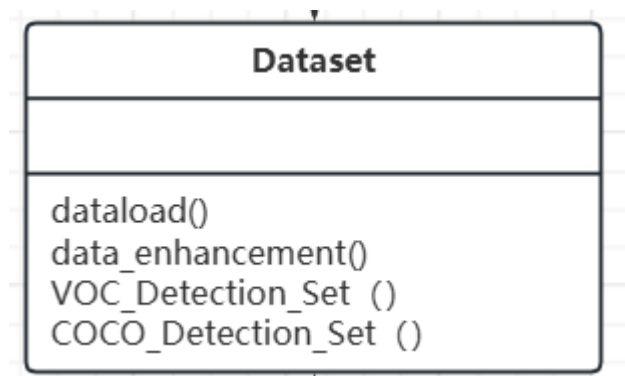 Dataset
dataload()
data_enhancement()
VOC_Detection_Set ()
COCO_Detection_Set ()